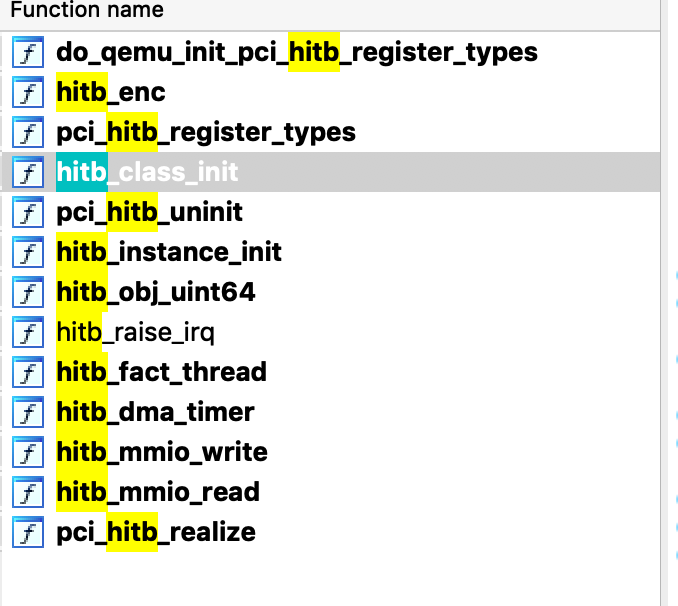 Function name
f do_qemu_init_pci_hitb_register_types
f hitb_enc
f pci_hitb_register_types
f hitb_class_init
f pci_hitb_uninit
f hitb_instance_init
f hitb_obj_uint64
f hitb_raise_irq
f hitb_fact_thread
f hitb_dma_timer
f hitb_mmio_write
f hitb_mmio_read
f pci_hitb_realize